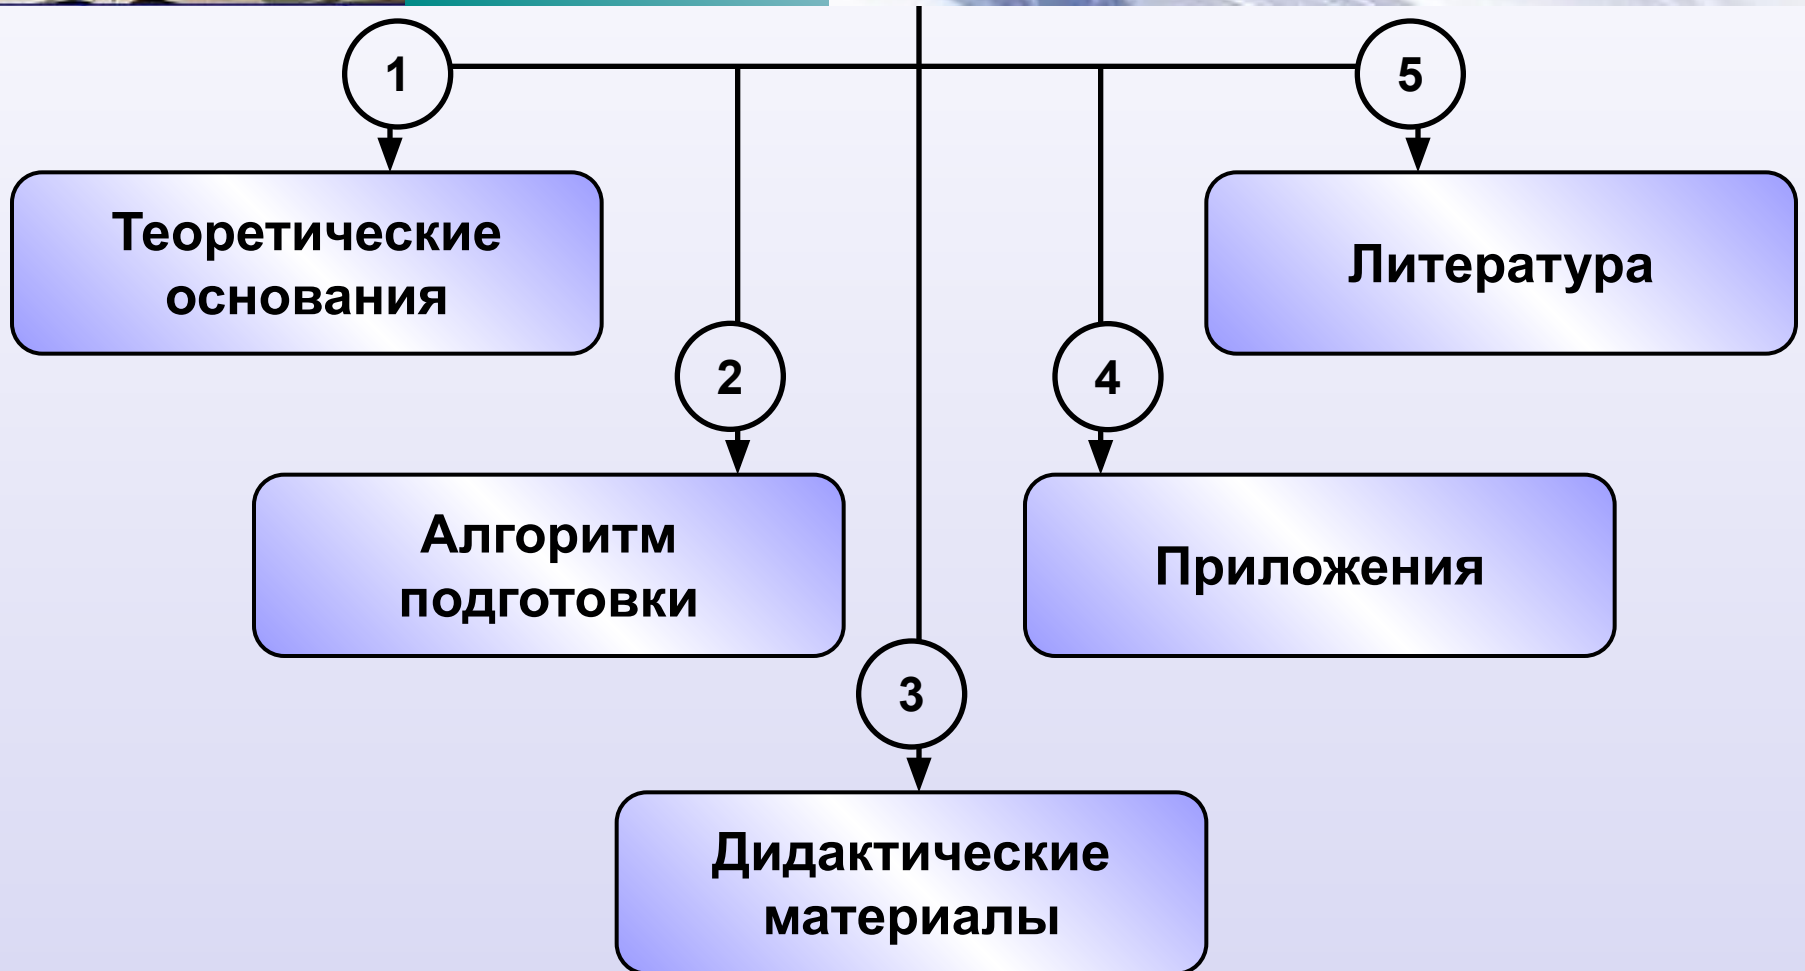 1
Теоретические
основания
2
Алгоритм
подготовки
3
Дидактические
материалы
4
Приложения
5
Литература